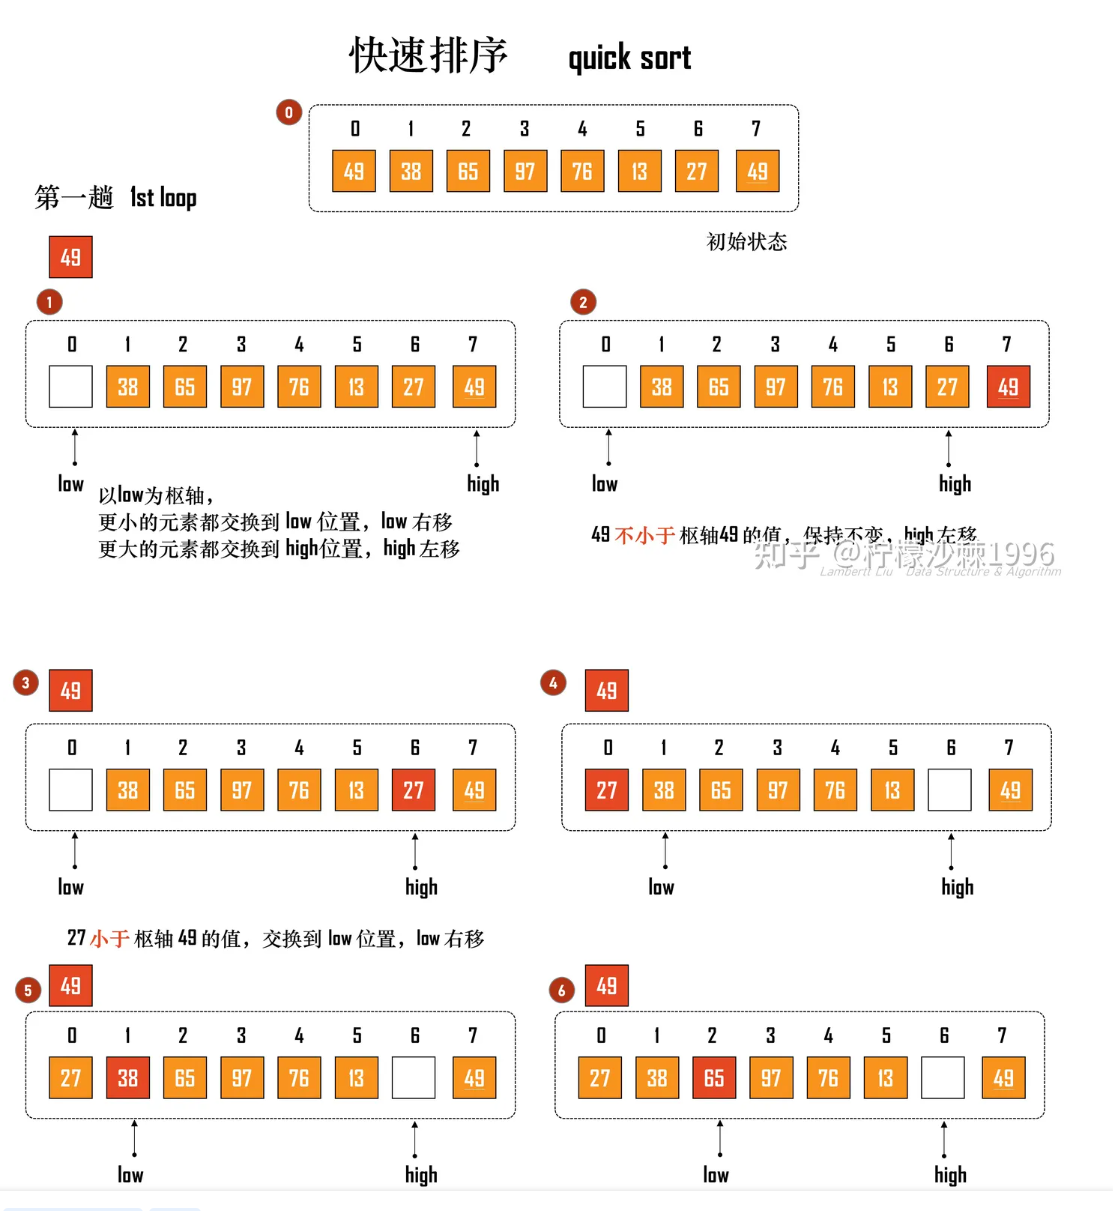 快速排序 quick sort
0
0 1 2 3 4 5 6 7
49 38 65 97 76 13 27 49
初始状态
第一趟 1st loop
49
1
0 1 2 3 4 5 6 7
38 65 97 76 13 27 49
low high
以low为枢轴，
更小的元素都交换到 low 位置，low 右移
更大的元素都交换到 high位置，high 左移
2
0 1 2 3 4 5 6 7
38 65 97 76 13 27 49
low high
49 不小于 枢轴49 的值，保持不变，high左移
知乎 @柠檬沙棘1996
Lambertl Liu Data Structure & Algorithm
3
49
0 1 2 3 4 5 6 7
38 65 97 76 13 27 49
low high
27 小于 枢轴 49 的值，交换到 low 位置，low 右移
4
49
0 1 2 3 4 5 6 7
27 38 65 97 76 13 49
low high
5
49
0 1 2 3 4 5 6 7
27 38 65 97 76 13 49
low high
6
49
0 1 2 3 4 5 6 7
27 38 65 97 76 13 49
low high